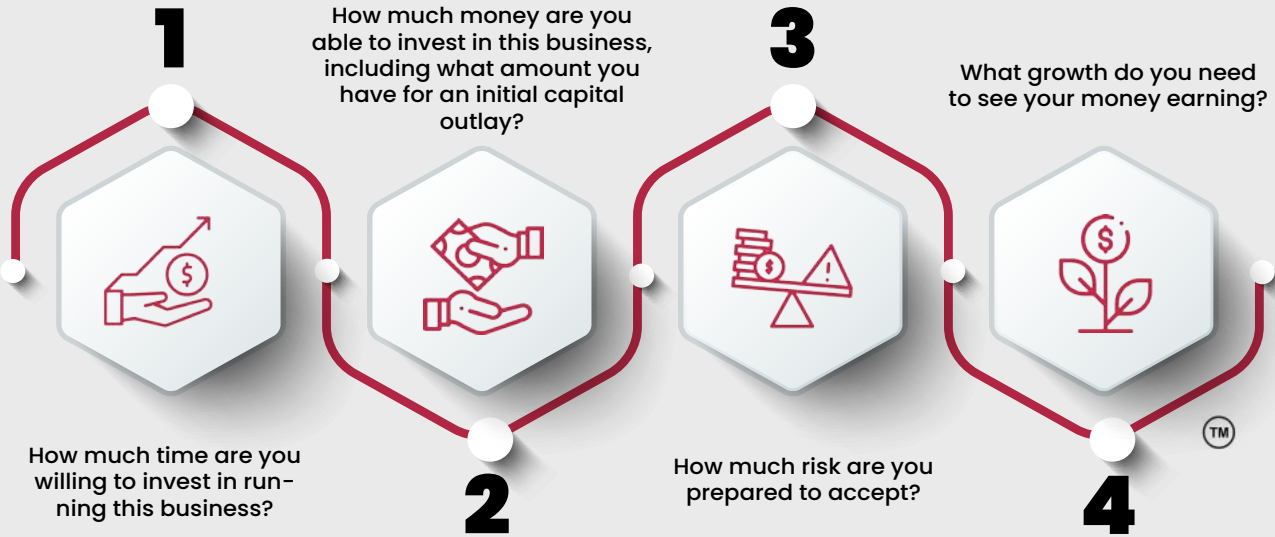 1
How much time are you
willing to invest in run-
ning this business?
How much money are you
able to invest in this business,
including what amount you
have for an initial capital
outlay?
2
3
How much risk are you
prepared to accept?
What growth do you need
to see your money earning?
4
TM